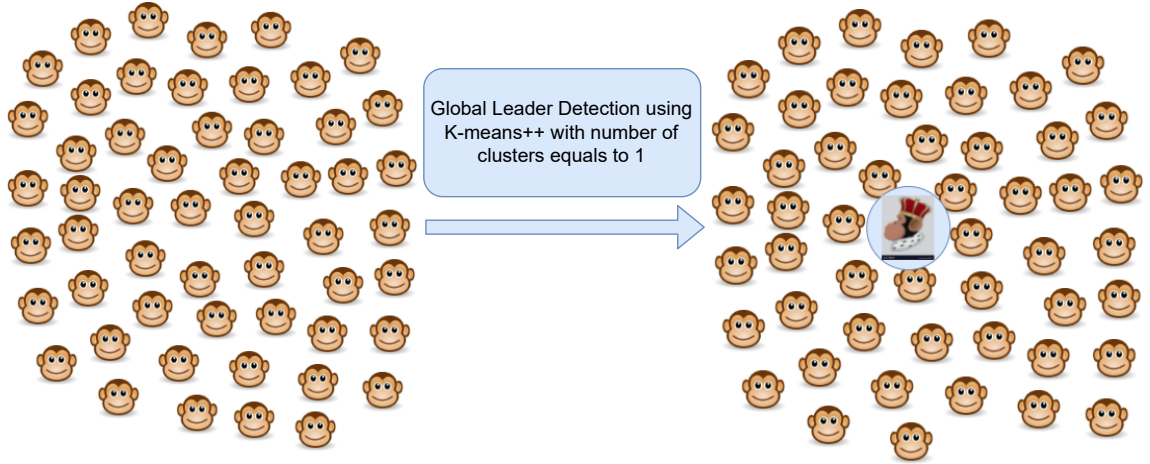 Global Leader Detection using
K-means++ with number of
clusters equals to 1